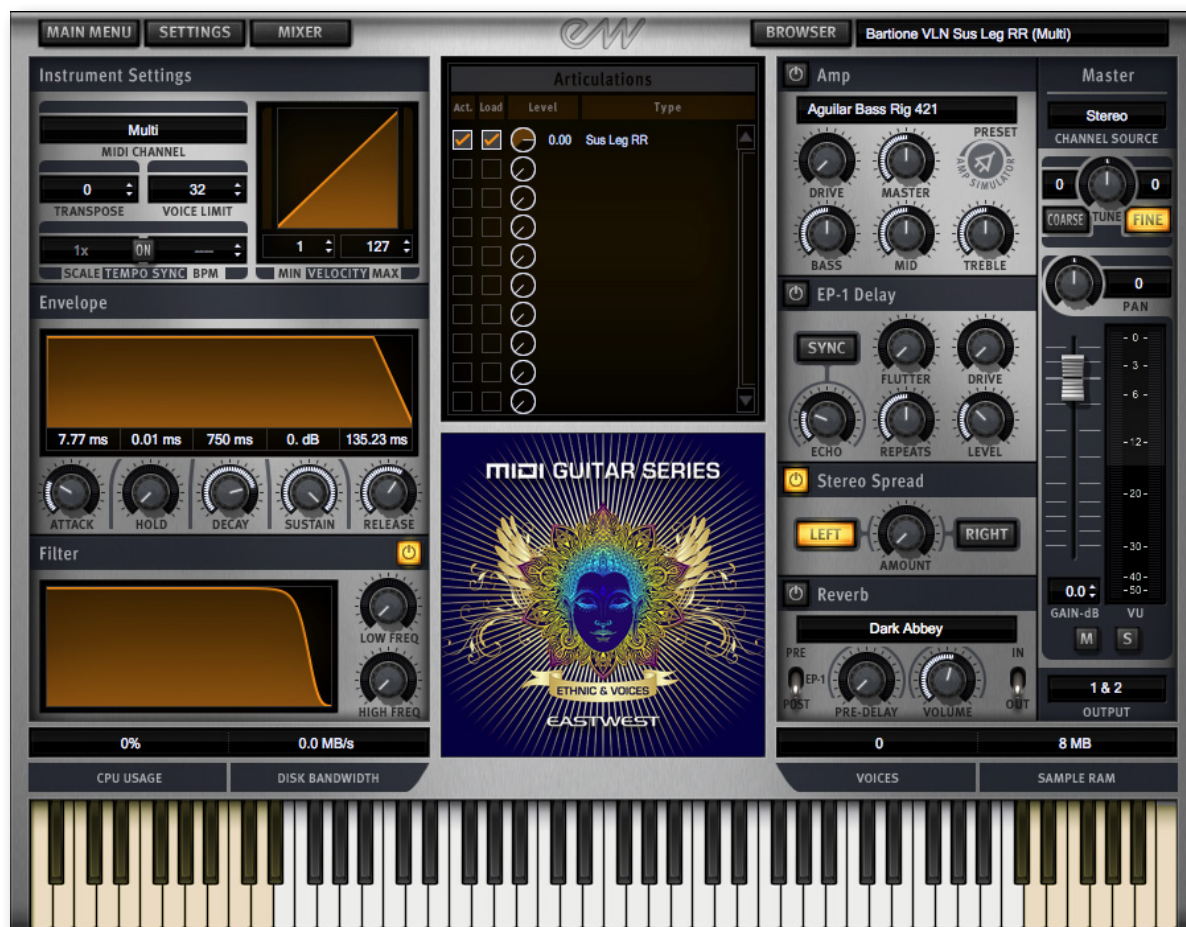 MAIN MENU SETTINGS MIXER
ew
BROWSER Bartione VLN Sus Leg RR (Multi)
Instrument Settings
Multi
MIDI CHANNEL
0 32
TRANSPOSE VOICE LIMIT
1x ON ---
SCALE TEMPO SYNC BPM
1 127
MIN VELOCITY MAX
Envelope
7.77 ms 0.01 ms 750 ms 0. dB 135.23 ms
ATTACK HOLD DECAY SUSTAIN RELEASE
Filter
LOW FREQ
HIGH FREQ
0% 0.0 MB/s
CPU USAGE DISK BANDWIDTH
Articulations
Act. Load Level Type
0.00 Sus Leg RR
MIDI GUITAR SERIES
ETHNIC & VOICES
EASTWEST
Amp
Aguilar Bass Rig 421
PRESET
AMP SIMULATOR
DRIVE MASTER
BASS MID TREBLE
EP-1 Delay
SYNC
FLUTTER DRIVE
ECHO REPEATS LEVEL
Stereo Spread
LEFT RIGHT
AMOUNT
Reverb
Dark Abbey
PRE IN
EP-1
POST OUT
PRE-DELAY VOLUME
Master
Stereo
CHANNEL SOURCE
0 0
COARSE TUNE FINE
0
PAN
- 0 -
- 3 -
- 6 -
-12-
-20-
-30-
-40-
-50-
0.0
GAIN-dB VU
M S
1 & 2
OUTPUT
0 8 MB
VOICES SAMPLE RAM